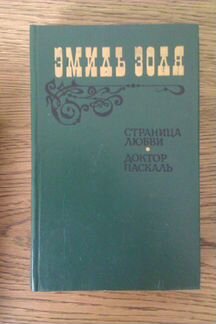 ЭМИЛЬ ЗОЛЯ
СТРАНИЦА
ЛЮБВИ
•
ДОКТОР
ПАСКАЛЬ